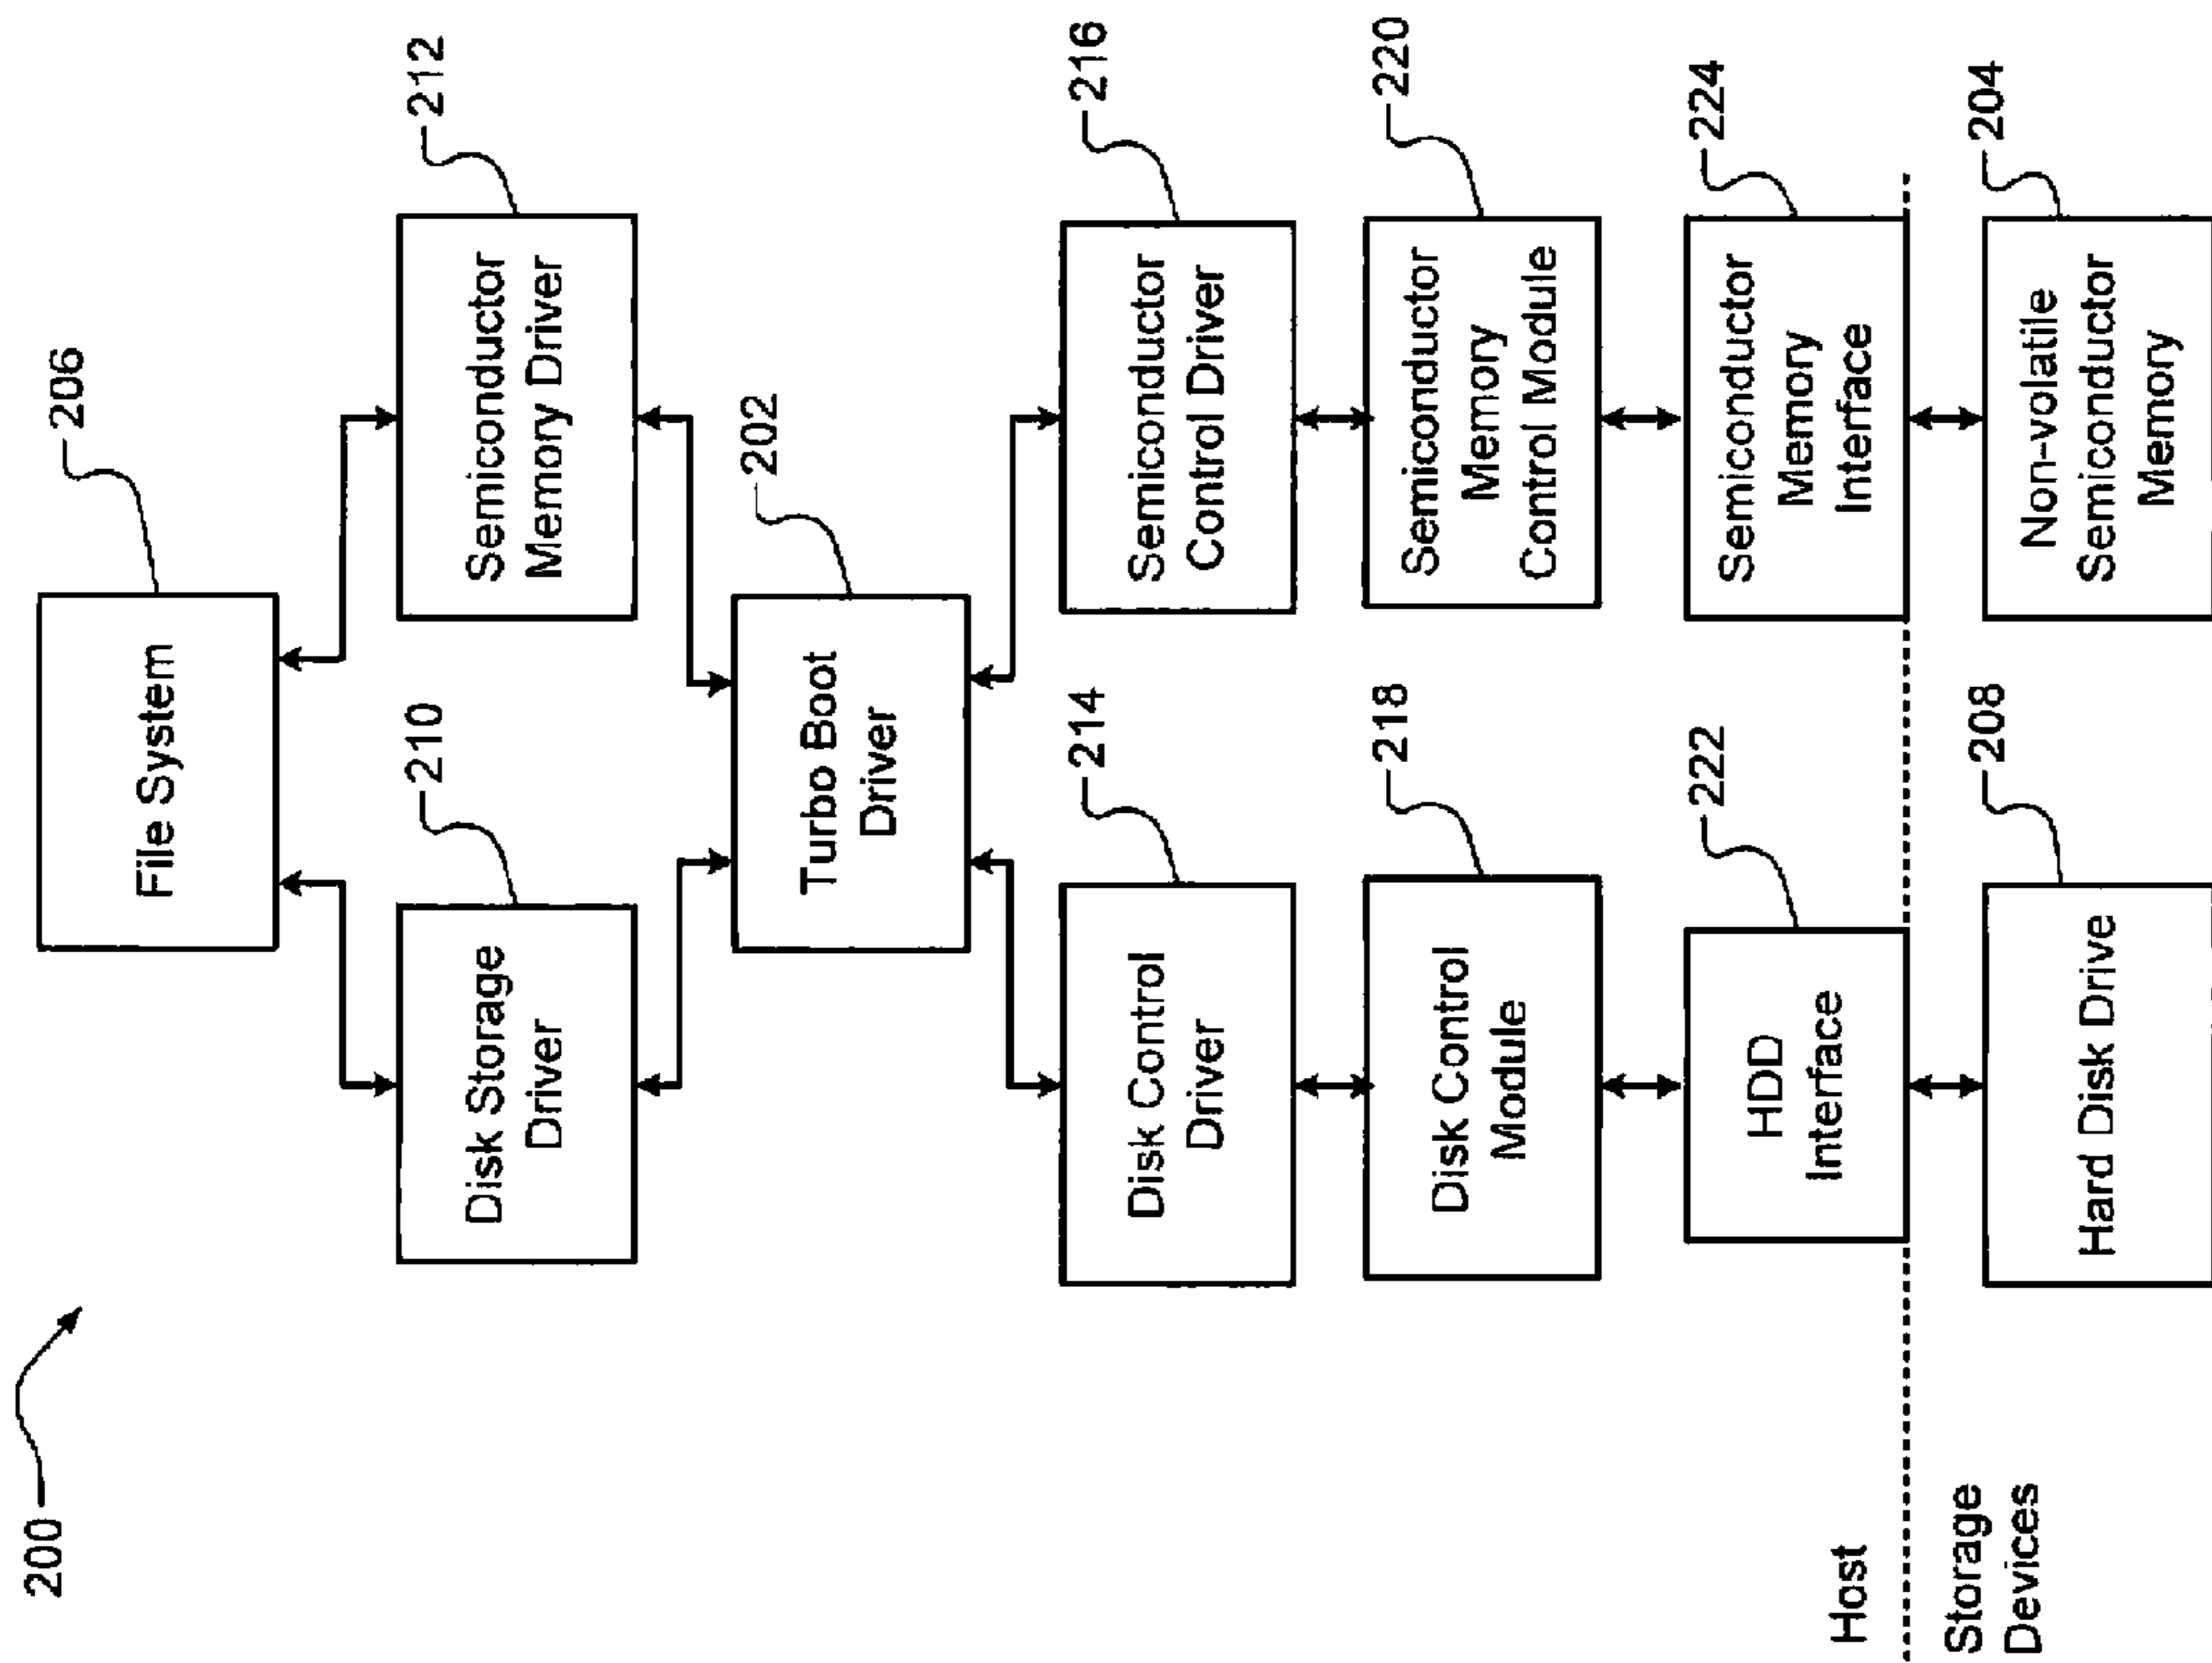 200
206
File System
210
212
Disk Storage
Driver
Semiconductor
Memory Driver
202
Turbo Boot
Driver
214
216
Disk Control
Driver
Semiconductor
Control Driver
218
220
Disk Control
Module
Semiconductor
Memory
Control Module
222
224
HDD
Interface
Semiconductor
Memory
Interface
Host
Storage
Devices
208
204
Hard Disk Drive
Non-volatile
Semiconductor
Memory